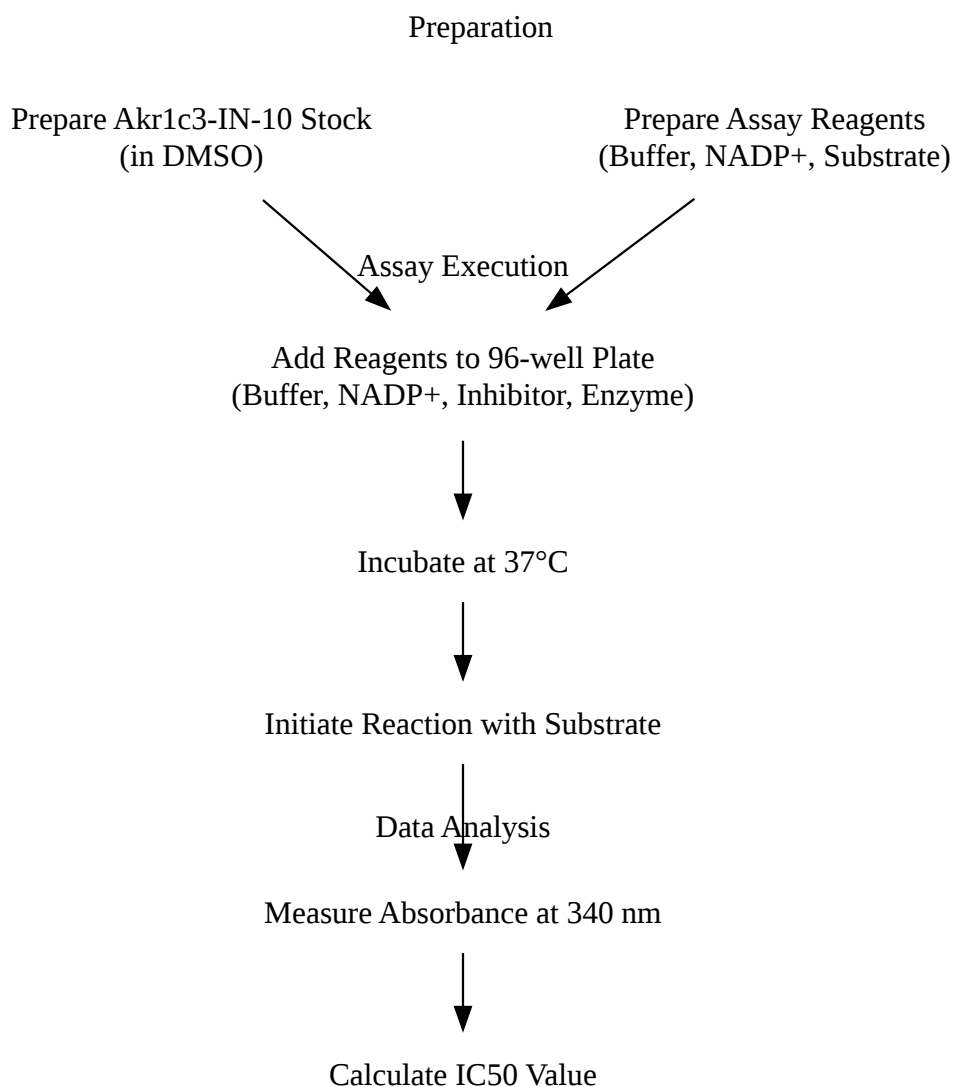 Preparation
Prepare Akr1c3-IN-10 Stock
(in DMSO)
Prepare Assay Reagents
(Buffer, NADP+, Substrate)
Assay Execution
Add Reagents to 96-well Plate
(Buffer, NADP+, Inhibitor, Enzyme)
Incubate at 37°C
Initiate Reaction with Substrate
Data Analysis
Measure Absorbance at 340 nm
Calculate IC50 Value